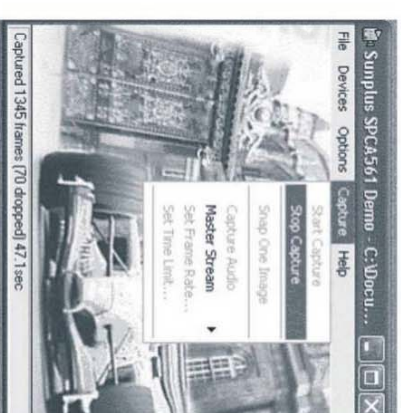 Sunplus SPCA561 Demo - C:\Docu...
File Devices Options Capture Help
Start Capture
Stop Capture
Snap One Image
Capture Audio
Master Stream
Set Frame Rate...
Set Time Limit...
Captured 1345 frames (70 dropped) 47.1 sec